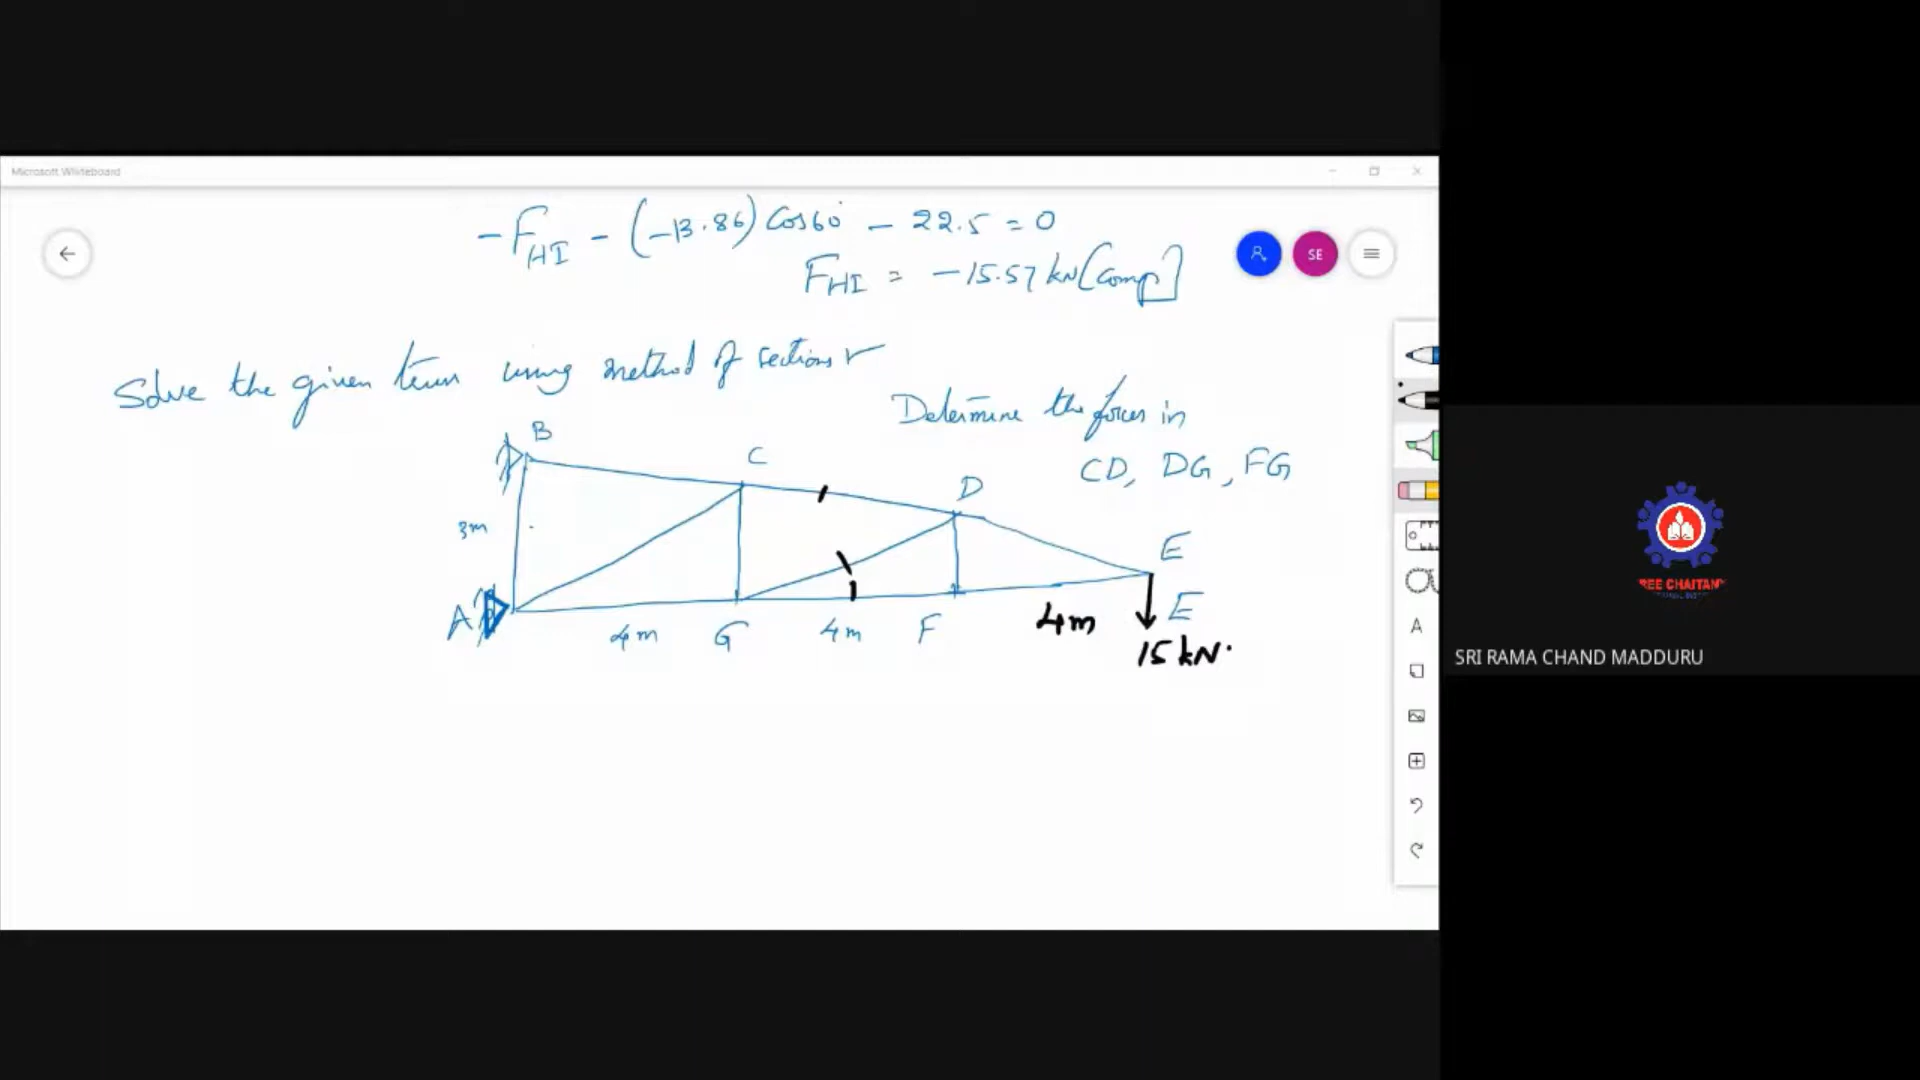 Microsoft Whiteboard
-F_HI - (-13.86) Cos60° - 22.5 = 0
F_HI = -15.57 kN [Comp]
SE
Solve the given truss using method of sections
Determine the forces in
CD, DG, FG
B
C
D
3m
E
A
4m
G
4m
F
4m
E
15 kN.
A
REE CHAITANY
SRI RAMA CHAND MADDURU